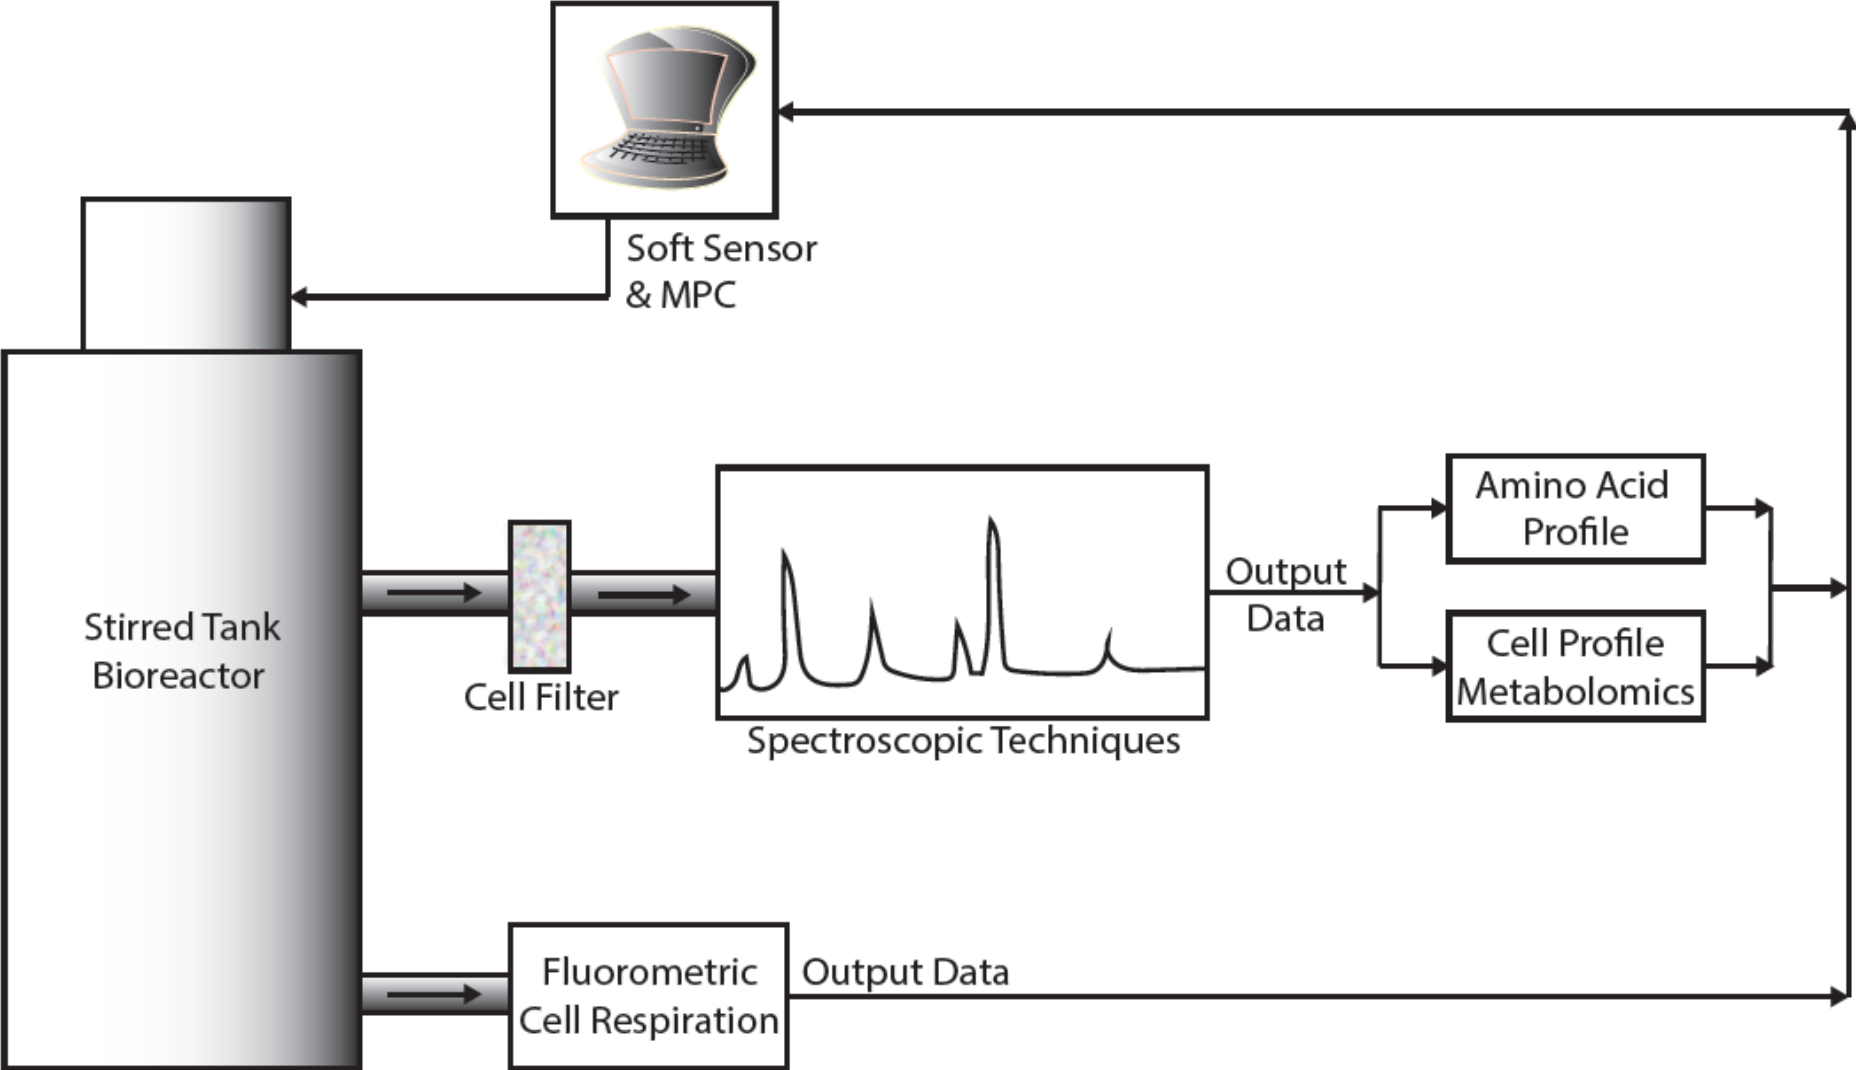 Soft Sensor
& MPC
Stirred Tank
Bioreactor
Cell Filter
Spectroscopic Techniques
Output
Data
Amino Acid
Profile
Cell Profile
Metabolomics
Fluorometric
Cell Respiration
Output Data